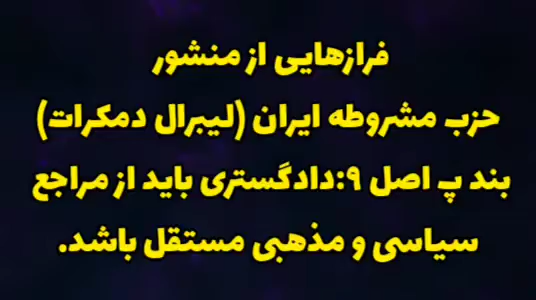 فرازهایی از منشور
حزب مشروطه ایران (لیبرال دمکرات)
بند پ اصل ۹:دادگستری باید از مراجع
سیاسی و مذهبی مستقل باشد.